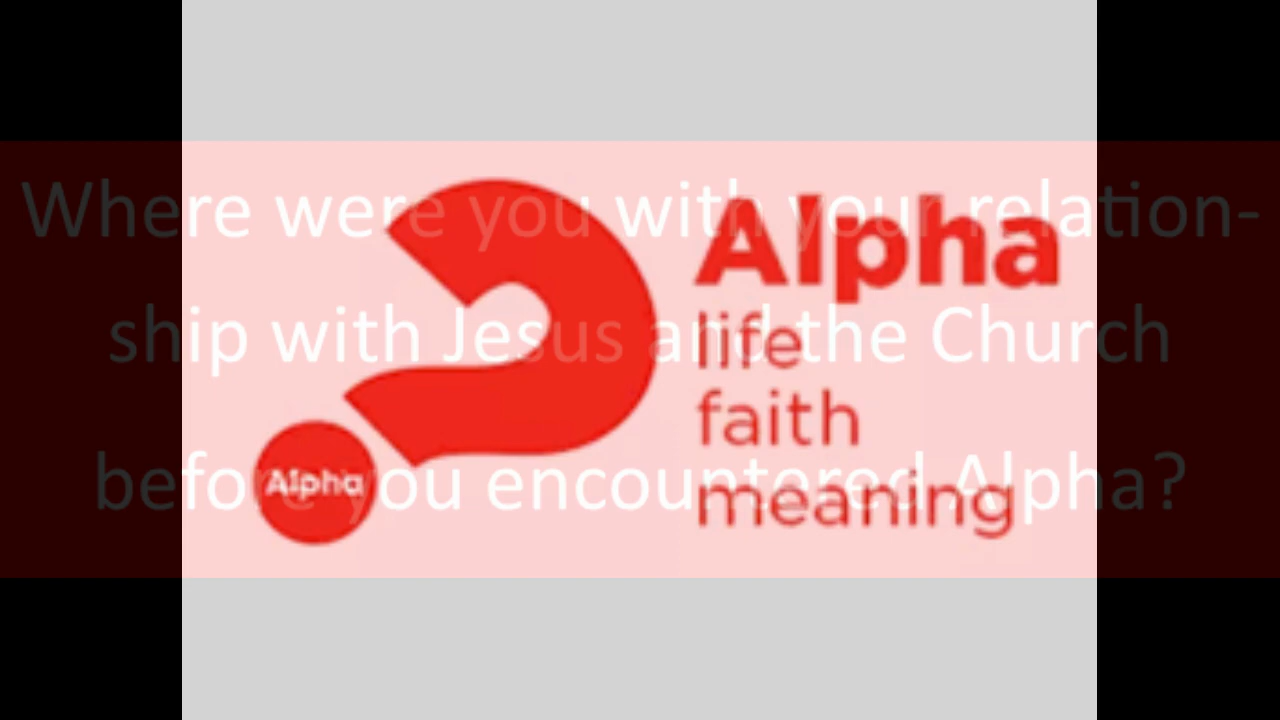 Where were you with your relation-
ship with Jesus and the Church
before you encountered Alpha?
Alpha
life
faith
meaning
Alpha